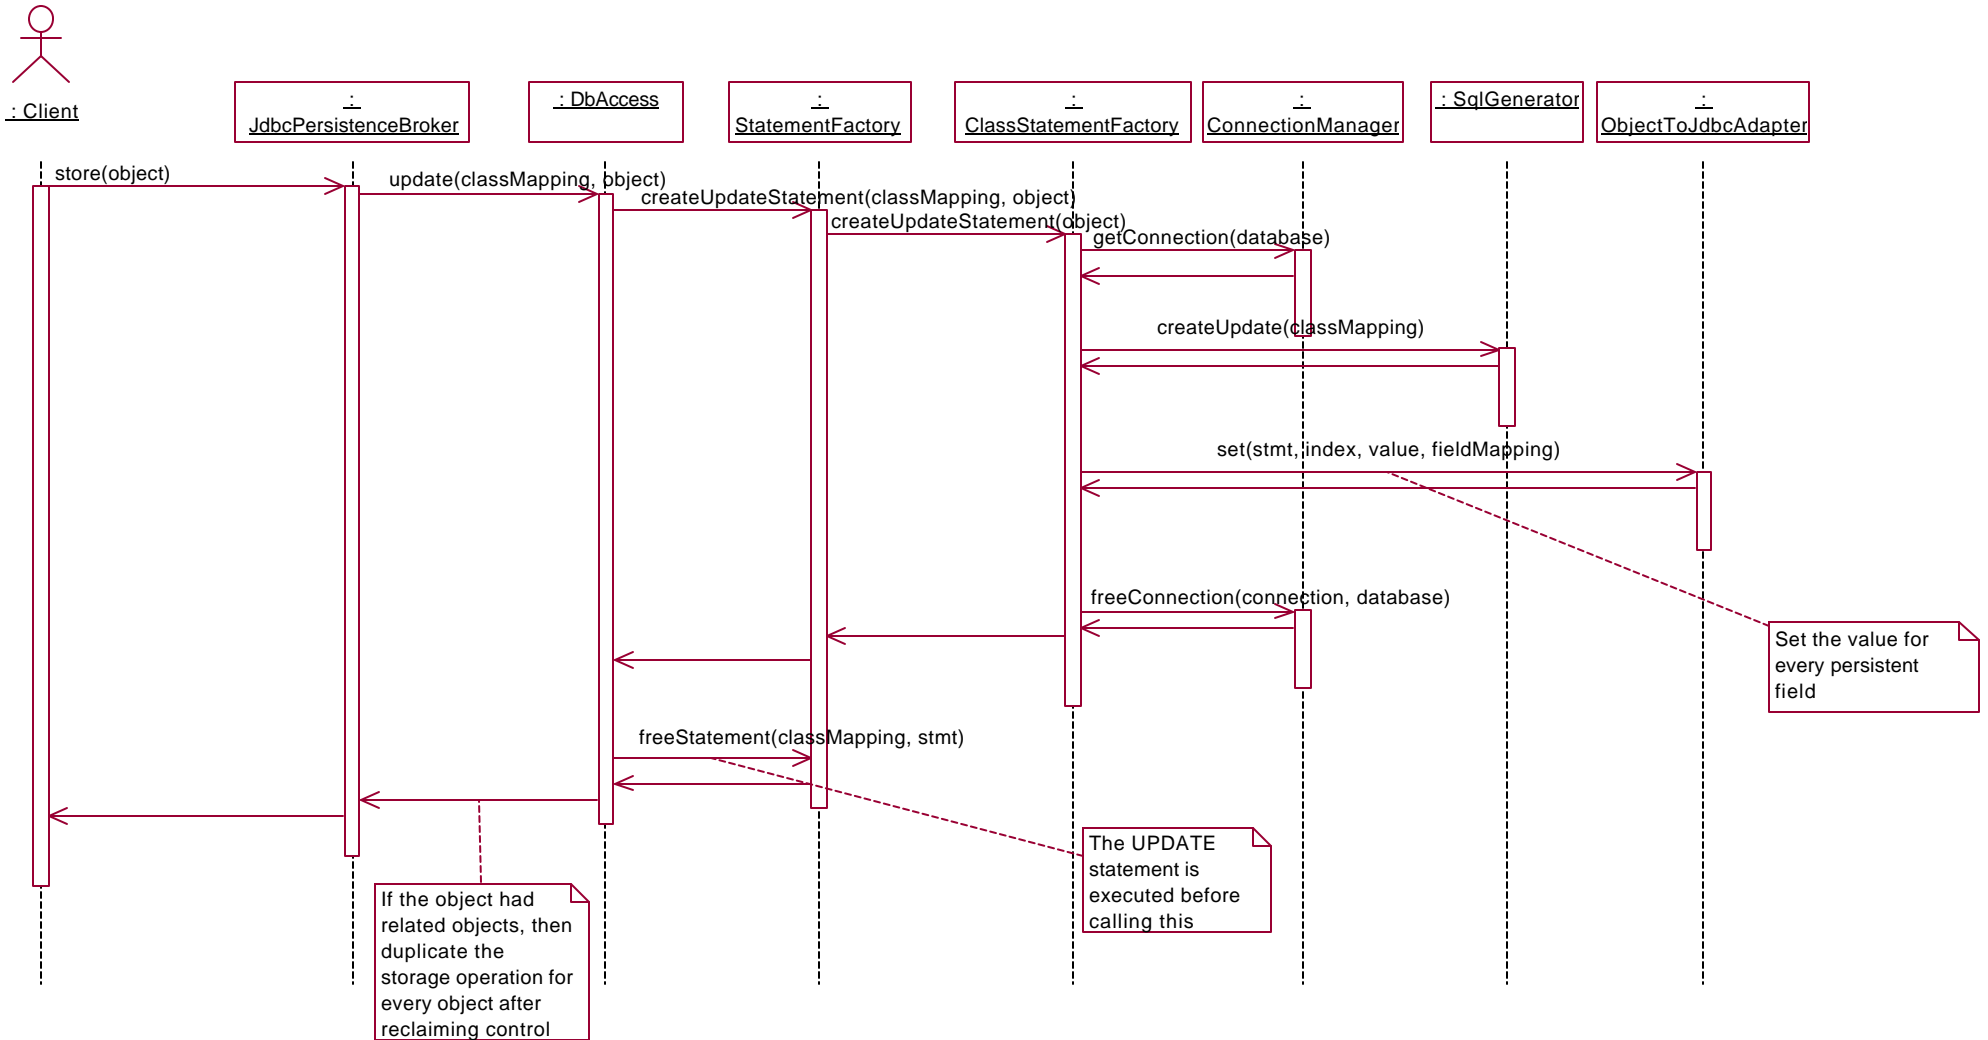 : Client
:
JdbcPersistenceBroker
: DbAccess
:
StatementFactory
:
ClassStatementFactory
:
ConnectionManager
: SqlGenerator
:
ObjectToJdbcAdapter
store(object)
update(classMapping, object)
createUpdateStatement(classMapping, object)
createUpdateStatement(object)
getConnection(database)
createUpdate(classMapping)
set(stmt, index, value, fieldMapping)
freeConnection(connection, database)
Set the value for
every persistent
field
freeStatement(classMapping, stmt)
The UPDATE
statement is
executed before
calling this
If the object had
related objects, then
duplicate the
storage operation for
every object after
reclaiming control